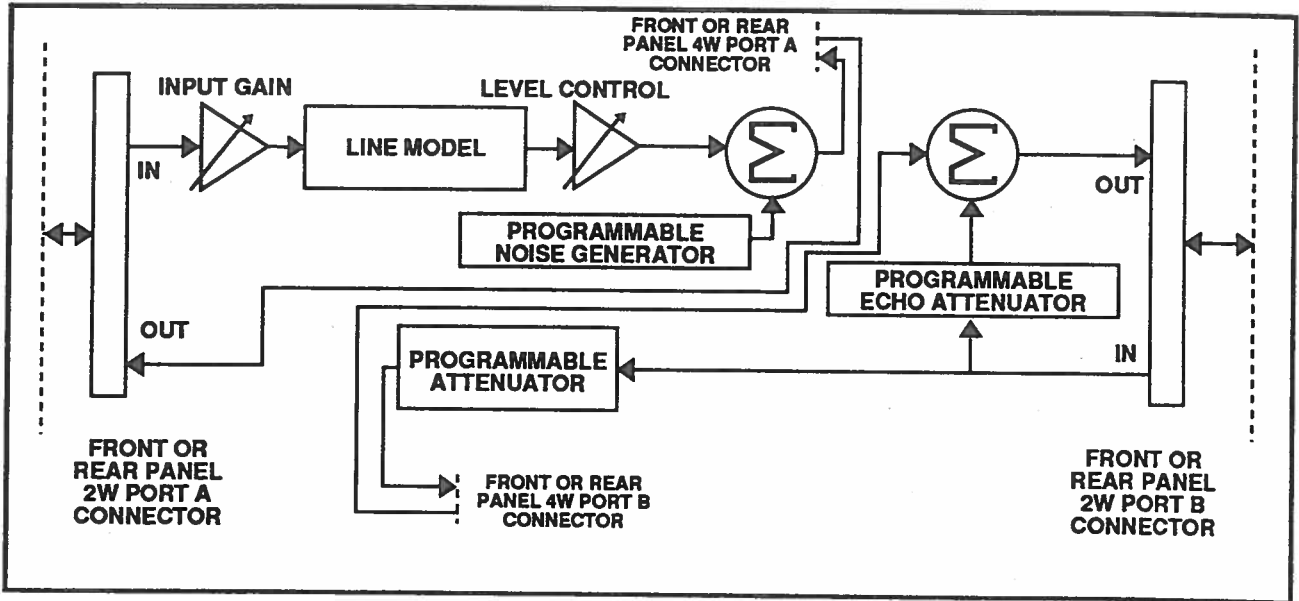 FRONT OR REAR
PANEL 4W PORT A
CONNECTOR
INPUT GAIN
LEVEL CONTROL
LINE MODEL
IN
Σ
Σ
OUT
PROGRAMMABLE
NOISE GENERATOR
PROGRAMMABLE
ECHO ATTENUATOR
OUT
IN
PROGRAMMABLE
ATTENUATOR
FRONT OR
REAR PANEL
2W PORT A
CONNECTOR
FRONT OR REAR
PANEL 4W PORT B
CONNECTOR
FRONT OR
REAR PANEL
2W PORT B
CONNECTOR